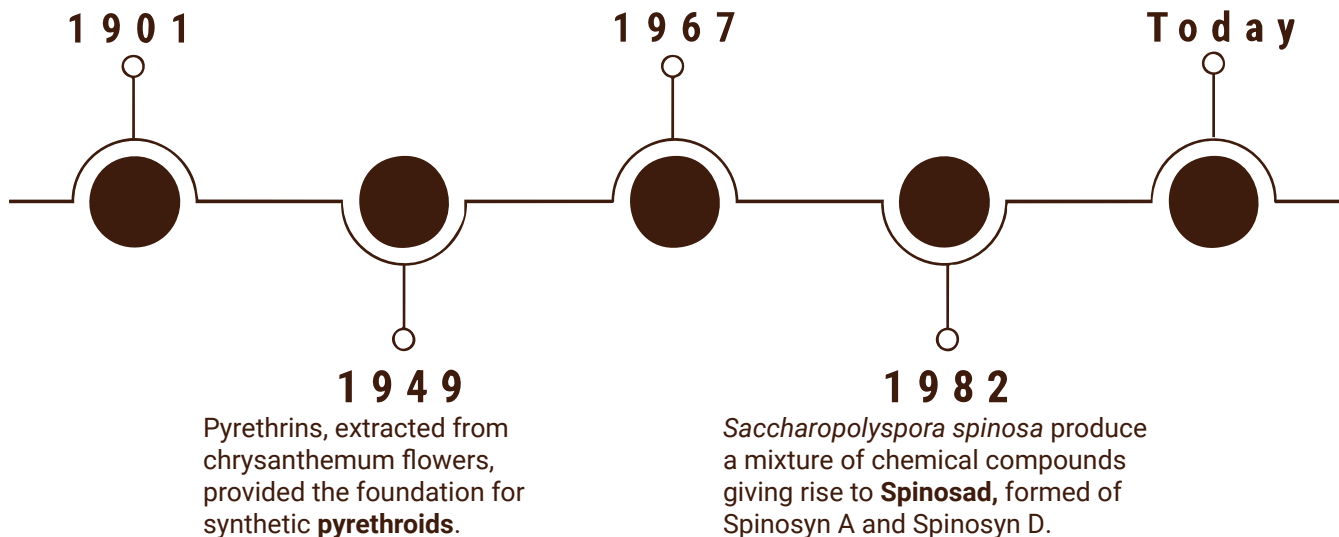 1901
1967
Today
1949
Pyrethrins, extracted from
chrysanthemum flowers,
provided the foundation for
synthetic pyrethroids.
1982
Saccharopolyspora spinosa produce
a mixture of chemical compounds
giving rise to Spinosad, formed of
Spinosyn A and Spinosyn D.